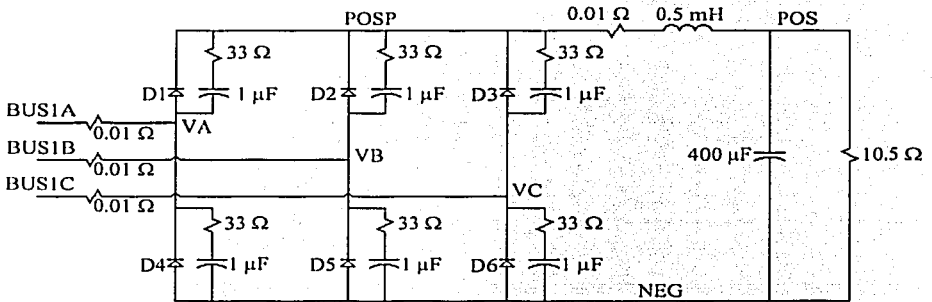 POSP
0.01 Ω
0.5 mH
POS
33 Ω
33 Ω
33 Ω
D1
1 μF
D2
1 μF
D3
1 μF
BUS1A
0.01 Ω
VA
BUS1B
0.01 Ω
VB
400 μF
10.5 Ω
BUS1C
0.01 Ω
VC
33 Ω
33 Ω
33 Ω
D4
1 μF
D5
1 μF
D6
1 μF
NEG